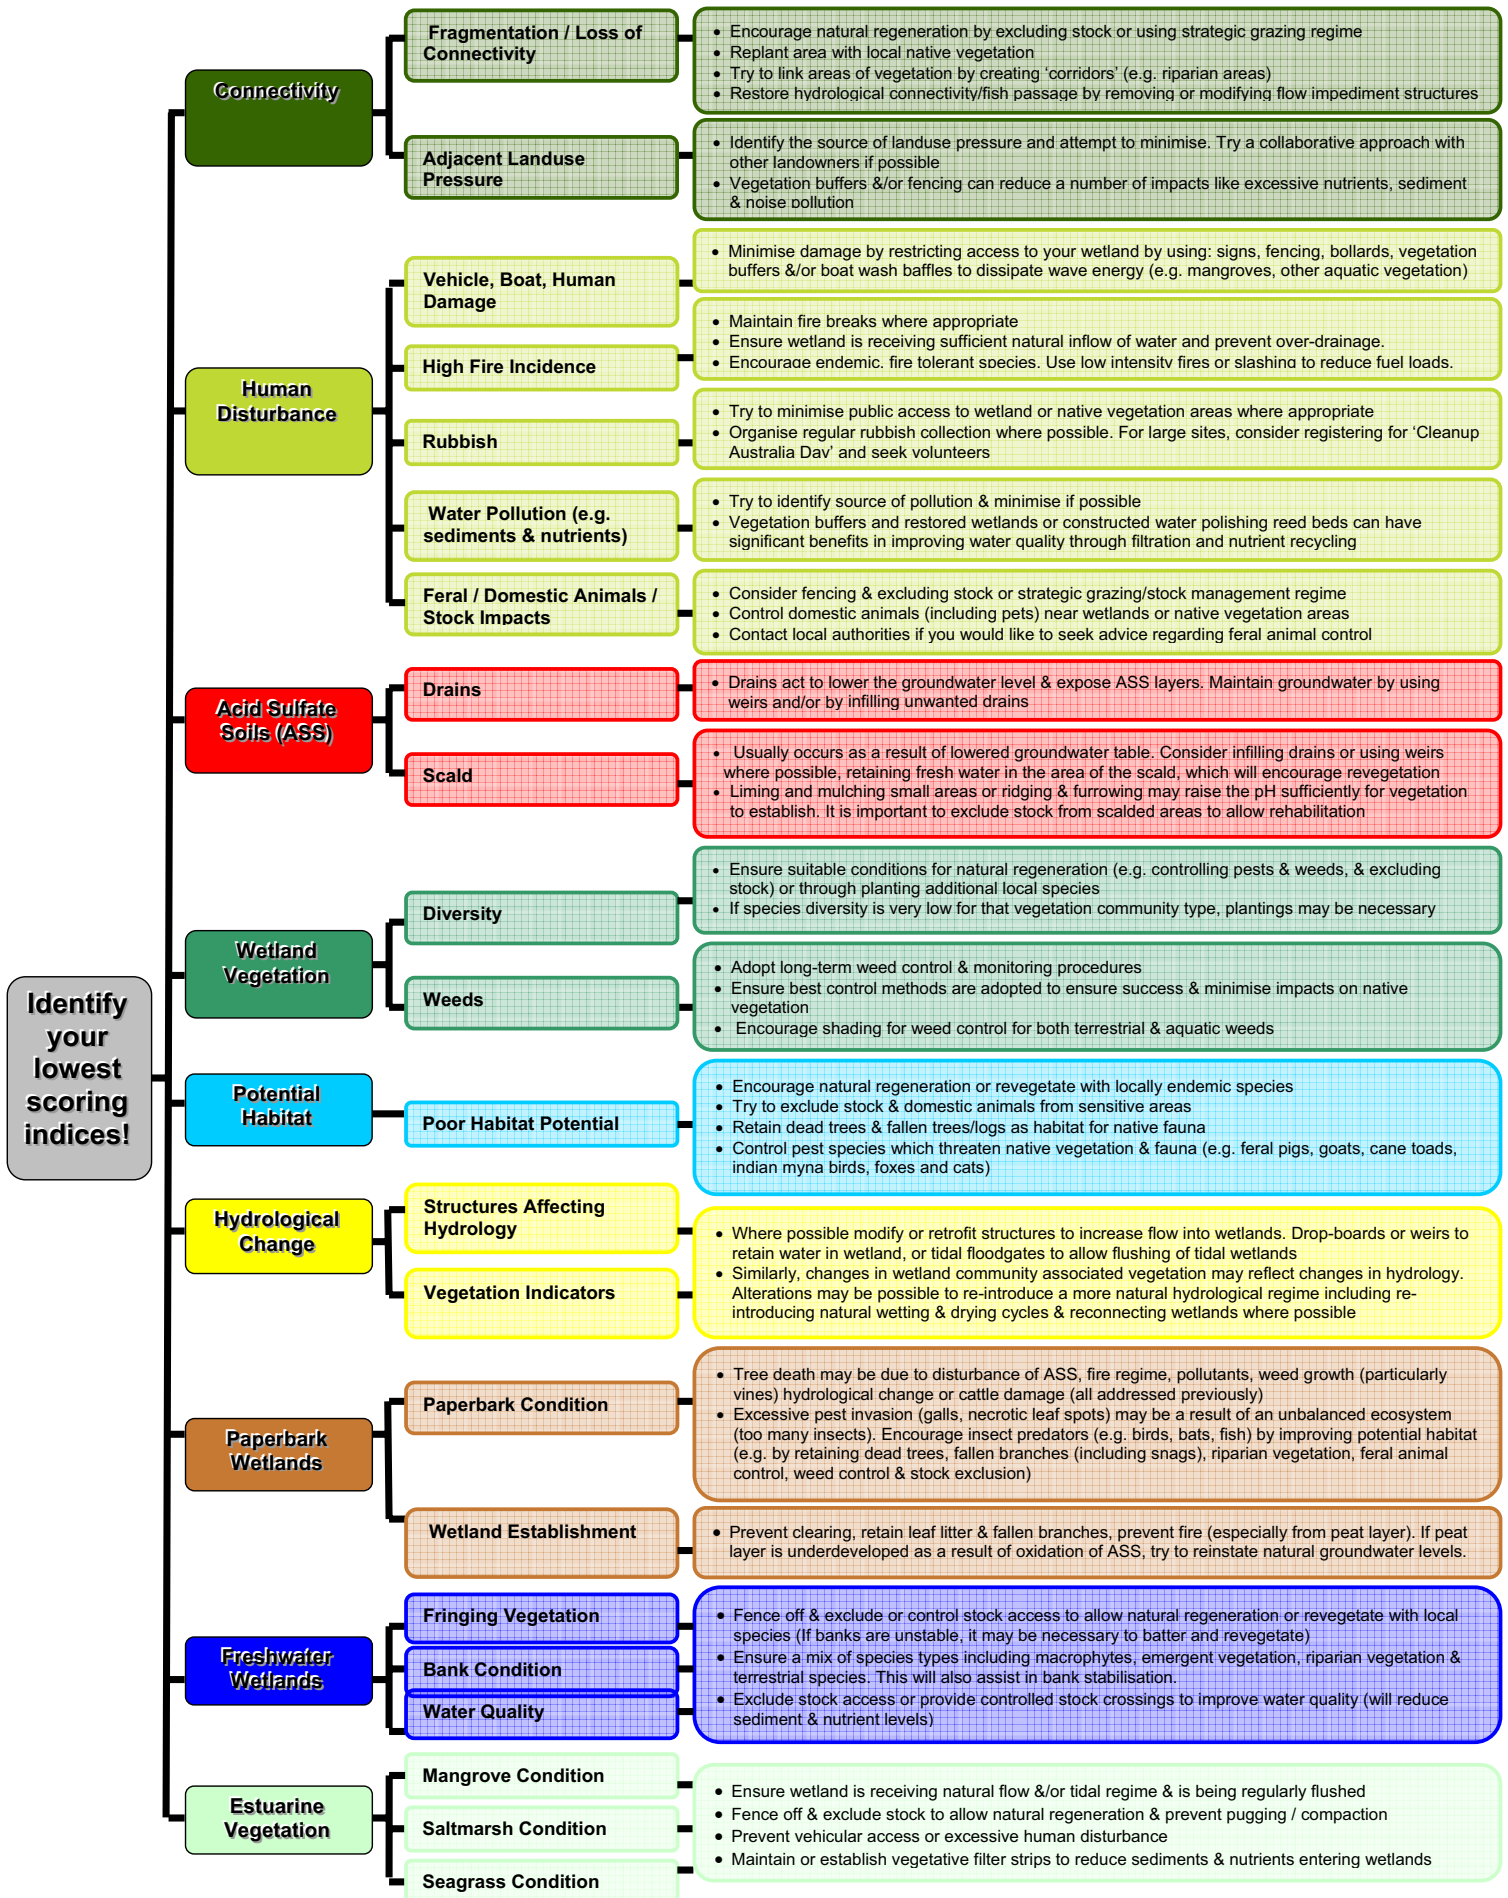 Identify
your
lowest
scoring
indices!
Connectivity
Fragmentation / Loss of
Connectivity
• Encourage natural regeneration by excluding stock or using strategic grazing regime
• Replant area with local native vegetation
• Try to link areas of vegetation by creating ‘corridors’ (e.g. riparian areas)
• Restore hydrological connectivity/fish passage by removing or modifying flow impediment structures
Adjacent Landuse
Pressure
• Identify the source of landuse pressure and attempt to minimise. Try a collaborative approach with
other landowners if possible
• Vegetation buffers &/or fencing can reduce a number of impacts like excessive nutrients, sediment
& noise pollution
Human
Disturbance
Vehicle, Boat, Human
Damage
• Minimise damage by restricting access to your wetland by using: signs, fencing, bollards, vegetation
buffers &/or boat wash baffles to dissipate wave energy (e.g. mangroves, other aquatic vegetation)
High Fire Incidence
• Maintain fire breaks where appropriate
• Ensure wetland is receiving sufficient natural inflow of water and prevent over-drainage.
• Encourage endemic, fire tolerant species. Use low intensity fires or slashing to reduce fuel loads.
Rubbish
• Try to minimise public access to wetland or native vegetation areas where appropriate
• Organise regular rubbish collection where possible. For large sites, consider registering for ‘Cleanup
Australia Day’ and seek volunteers
Water Pollution (e.g.
sediments & nutrients)
• Try to identify source of pollution & minimise if possible
• Vegetation buffers and restored wetlands or constructed water polishing reed beds can have
significant benefits in improving water quality through filtration and nutrient recycling
Feral / Domestic Animals /
Stock Impacts
• Consider fencing & excluding stock or strategic grazing/stock management regime
• Control domestic animals (including pets) near wetlands or native vegetation areas
• Contact local authorities if you would like to seek advice regarding feral animal control
Acid Sulfate
Soils (ASS)
Drains
• Drains act to lower the groundwater level & expose ASS layers. Maintain groundwater by using
weirs and/or by infilling unwanted drains
Scald
• Usually occurs as a result of lowered groundwater table. Consider infilling drains or using weirs
where possible, retaining fresh water in the area of the scald, which will encourage revegetation
• Liming and mulching small areas or ridging & furrowing may raise the pH sufficiently for vegetation
to establish. It is important to exclude stock from scalded areas to allow rehabilitation
Wetland
Vegetation
Diversity
• Ensure suitable conditions for natural regeneration (e.g. controlling pests & weeds, & excluding
stock) or through planting additional local species
• If species diversity is very low for that vegetation community type, plantings may be necessary
Weeds
• Adopt long-term weed control & monitoring procedures
• Ensure best control methods are adopted to ensure success & minimise impacts on native
vegetation
• Encourage shading for weed control for both terrestrial & aquatic weeds
Potential
Habitat
Poor Habitat Potential
• Encourage natural regeneration or revegetate with locally endemic species
• Try to exclude stock & domestic animals from sensitive areas
• Retain dead trees & fallen trees/logs as habitat for native fauna
• Control pest species which threaten native vegetation & fauna (e.g. feral pigs, goats, cane toads,
indian myna birds, foxes and cats)
Hydrological
Change
Structures Affecting
Hydrology
Vegetation Indicators
• Where possible modify or retrofit structures to increase flow into wetlands. Drop-boards or weirs to
retain water in wetland, or tidal floodgates to allow flushing of tidal wetlands
• Similarly, changes in wetland community associated vegetation may reflect changes in hydrology.
Alterations may be possible to re-introduce a more natural hydrological regime including re-
introducing natural wetting & drying cycles & reconnecting wetlands where possible
Paperbark
Wetlands
Paperbark Condition
• Tree death may be due to disturbance of ASS, fire regime, pollutants, weed growth (particularly
vines) hydrological change or cattle damage (all addressed previously)
• Excessive pest invasion (galls, necrotic leaf spots) may be a result of an unbalanced ecosystem
(too many insects). Encourage insect predators (e.g. birds, bats, fish) by improving potential habitat
(e.g. by retaining dead trees, fallen branches (including snags), riparian vegetation, feral animal
control, weed control & stock exclusion)
Wetland Establishment
• Prevent clearing, retain leaf litter & fallen branches, prevent fire (especially from peat layer). If peat
layer is underdeveloped as a result of oxidation of ASS, try to reinstate natural groundwater levels.
Freshwater
Wetlands
Fringing Vegetation
Bank Condition
Water Quality
• Fence off & exclude or control stock access to allow natural regeneration or revegetate with local
species (If banks are unstable, it may be necessary to batter and revegetate)
• Ensure a mix of species types including macrophytes, emergent vegetation, riparian vegetation &
terrestrial species. This will also assist in bank stabilisation.
• Exclude stock access or provide controlled stock crossings to improve water quality (will reduce
sediment & nutrient levels)
Estuarine
Vegetation
Mangrove Condition
Saltmarsh Condition
Seagrass Condition
• Ensure wetland is receiving natural flow &/or tidal regime & is being regularly flushed
• Fence off & exclude stock to allow natural regeneration & prevent pugging / compaction
• Prevent vehicular access or excessive human disturbance
• Maintain or establish vegetative filter strips to reduce sediments & nutrients entering wetlands